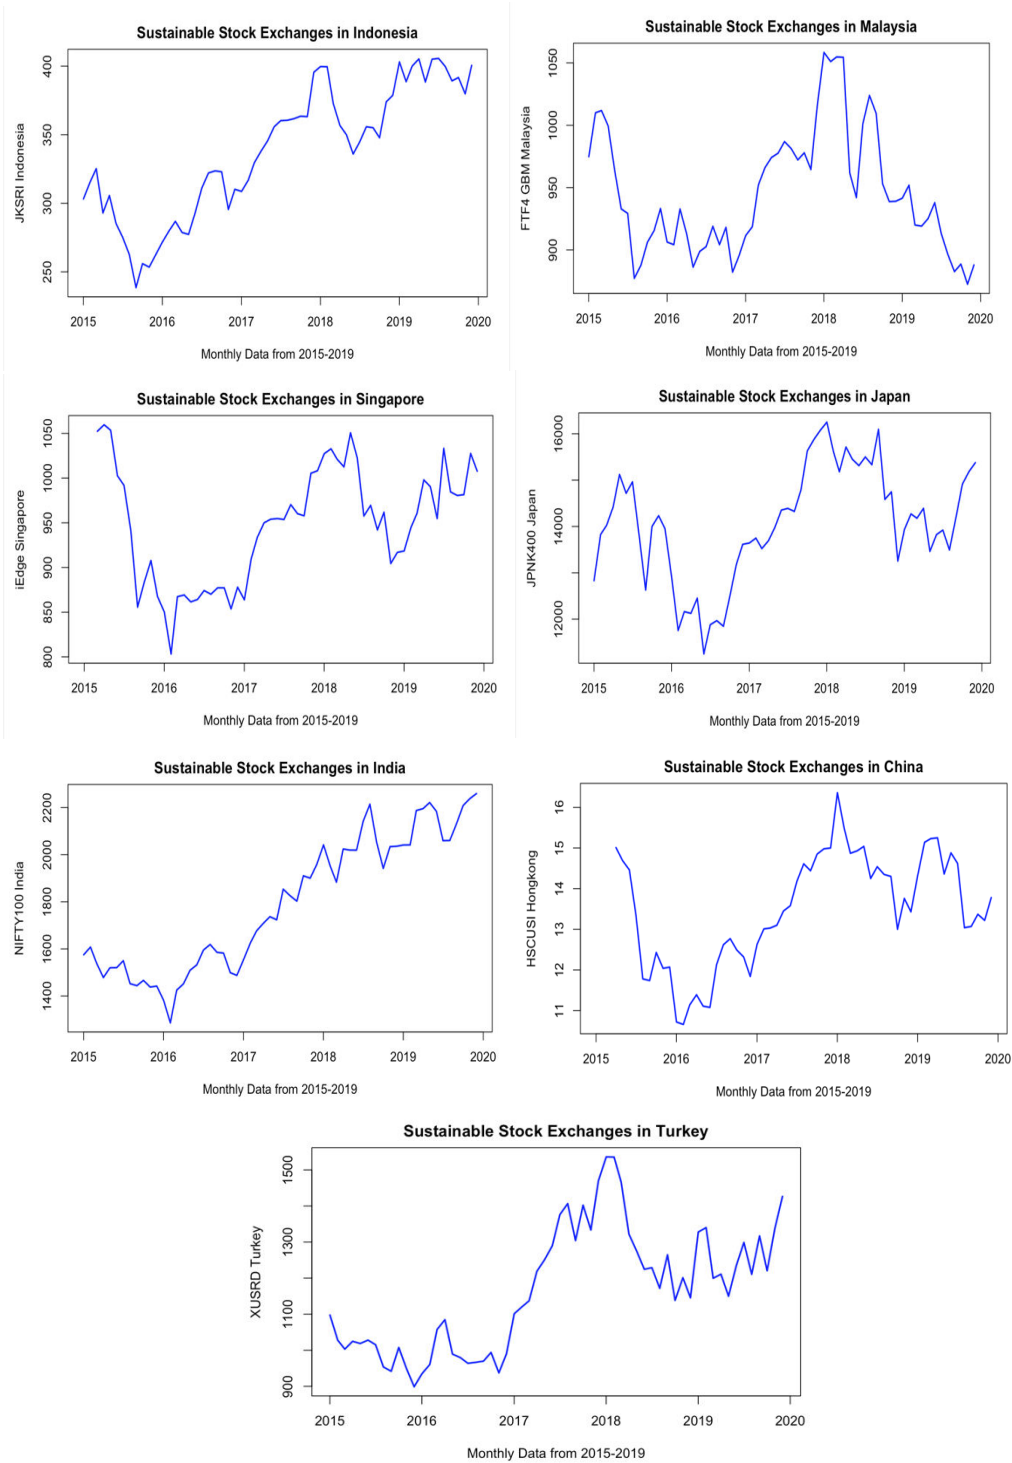 Sustainable Stock Exchanges in Indonesia
JKSRI Indonesia
400
350
300
250
2015 2016 2017 2018 2019 2020
Monthly Data from 2015-2019
Sustainable Stock Exchanges in Malaysia
FTF4 GBM Malaysia
1050
1000
950
900
2015 2016 2017 2018 2019 2020
Monthly Data from 2015-2019
Sustainable Stock Exchanges in Singapore
iEdge Singapore
1050
1000
950
900
850
800
2015 2016 2017 2018 2019 2020
Monthly Data from 2015-2019
Sustainable Stock Exchanges in Japan
JPNK400 Japan
16000
14000
12000
2015 2016 2017 2018 2019 2020
Monthly Data from 2015-2019
Sustainable Stock Exchanges in India
NIFTY100 India
2200
2000
1800
1600
1400
2015 2016 2017 2018 2019 2020
Monthly Data from 2015-2019
Sustainable Stock Exchanges in China
HSCUSI Hongkong
16
15
14
13
12
11
2015 2016 2017 2018 2019 2020
Monthly Data from 2015-2019
Sustainable Stock Exchanges in Turkey
XUSRD Turkey
1500
1300
1100
900
2015 2016 2017 2018 2019 2020
Monthly Data from 2015-2019